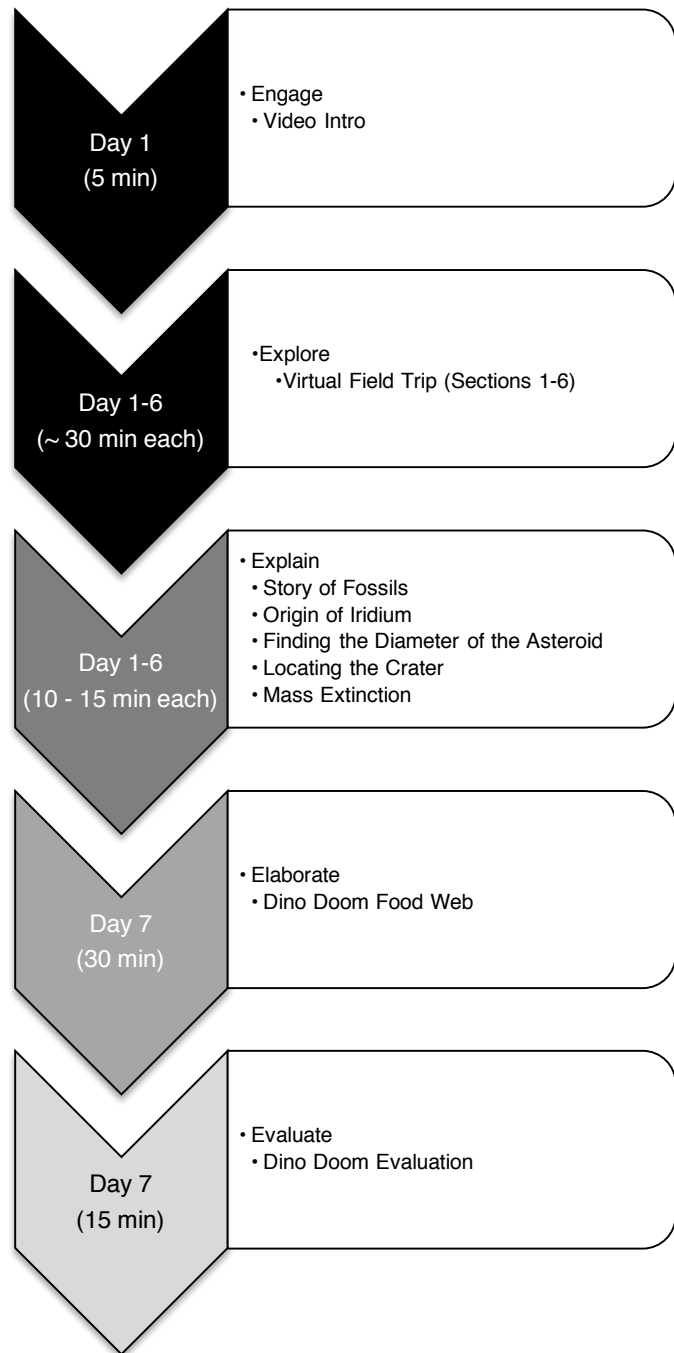 Day 1
(5 min)
• Engage
• Video Intro
Day 1-6
(~ 30 min each)
•Explore
•Virtual Field Trip (Sections 1-6)
Day 1-6
(10 - 15 min each)
• Explain
• Story of Fossils
• Origin of Iridium
• Finding the Diameter of the Asteroid
• Locating the Crater
• Mass Extinction
Day 7
(30 min)
• Elaborate
• Dino Doom Food Web
Day 7
(15 min)
• Evaluate
• Dino Doom Evaluation